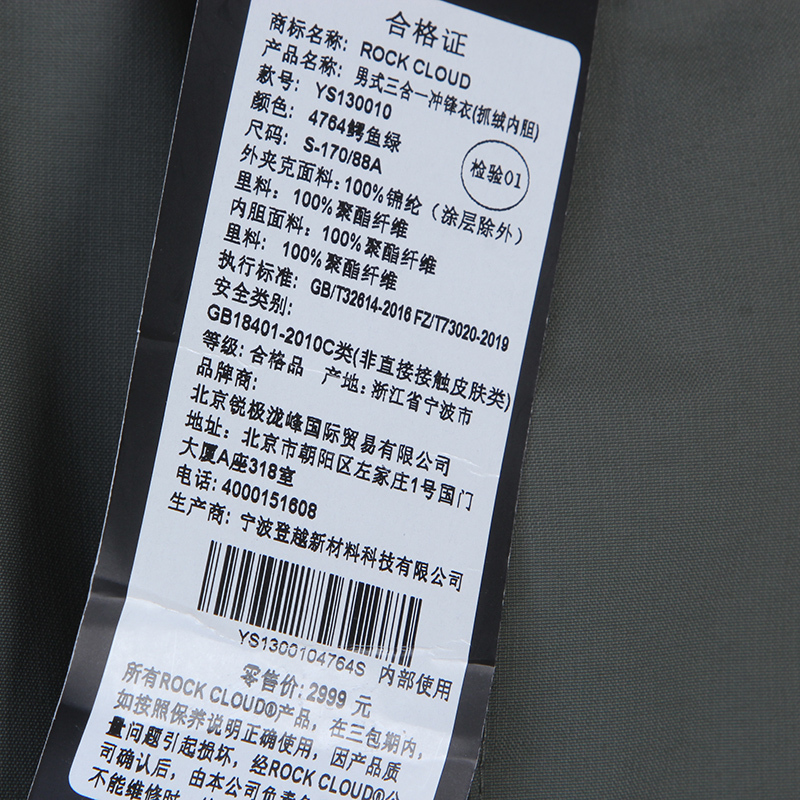 合格证
商标名称: ROCK CLOUD
产品名称: 男式三合一冲锋衣(抓绒内胆)
款号: YS130010
颜色: 4764鳄鱼绿
尺码: S-170/88A
检验01
外夹克面料: 100%锦纶（涂层除外）
里料: 100%聚酯纤维
内胆面料: 100%聚酯纤维
里料: 100%聚酯纤维
执行标准: GB/T32614-2016 FZ/T73020-2019
安全类别:
GB18401-2010C类(非直接接触皮肤类)
等级: 合格品 产地: 浙江省宁波市
品牌商:
北京锐极泷峰国际贸易有限公司
地址: 北京市朝阳区左家庄1号国门
大厦A座318室
电话: 4000151608
生产商: 宁波登越新材料科技有限公司
YS1300104764S 内部使用
零售价: 2999 元
所有ROCK CLOUD®产品，在三包期内，
如按照保养说明正确使用，因产品质
量问题引起损坏，经ROCK CLOUD®公
司确认后，由本公司负责
不能维修时